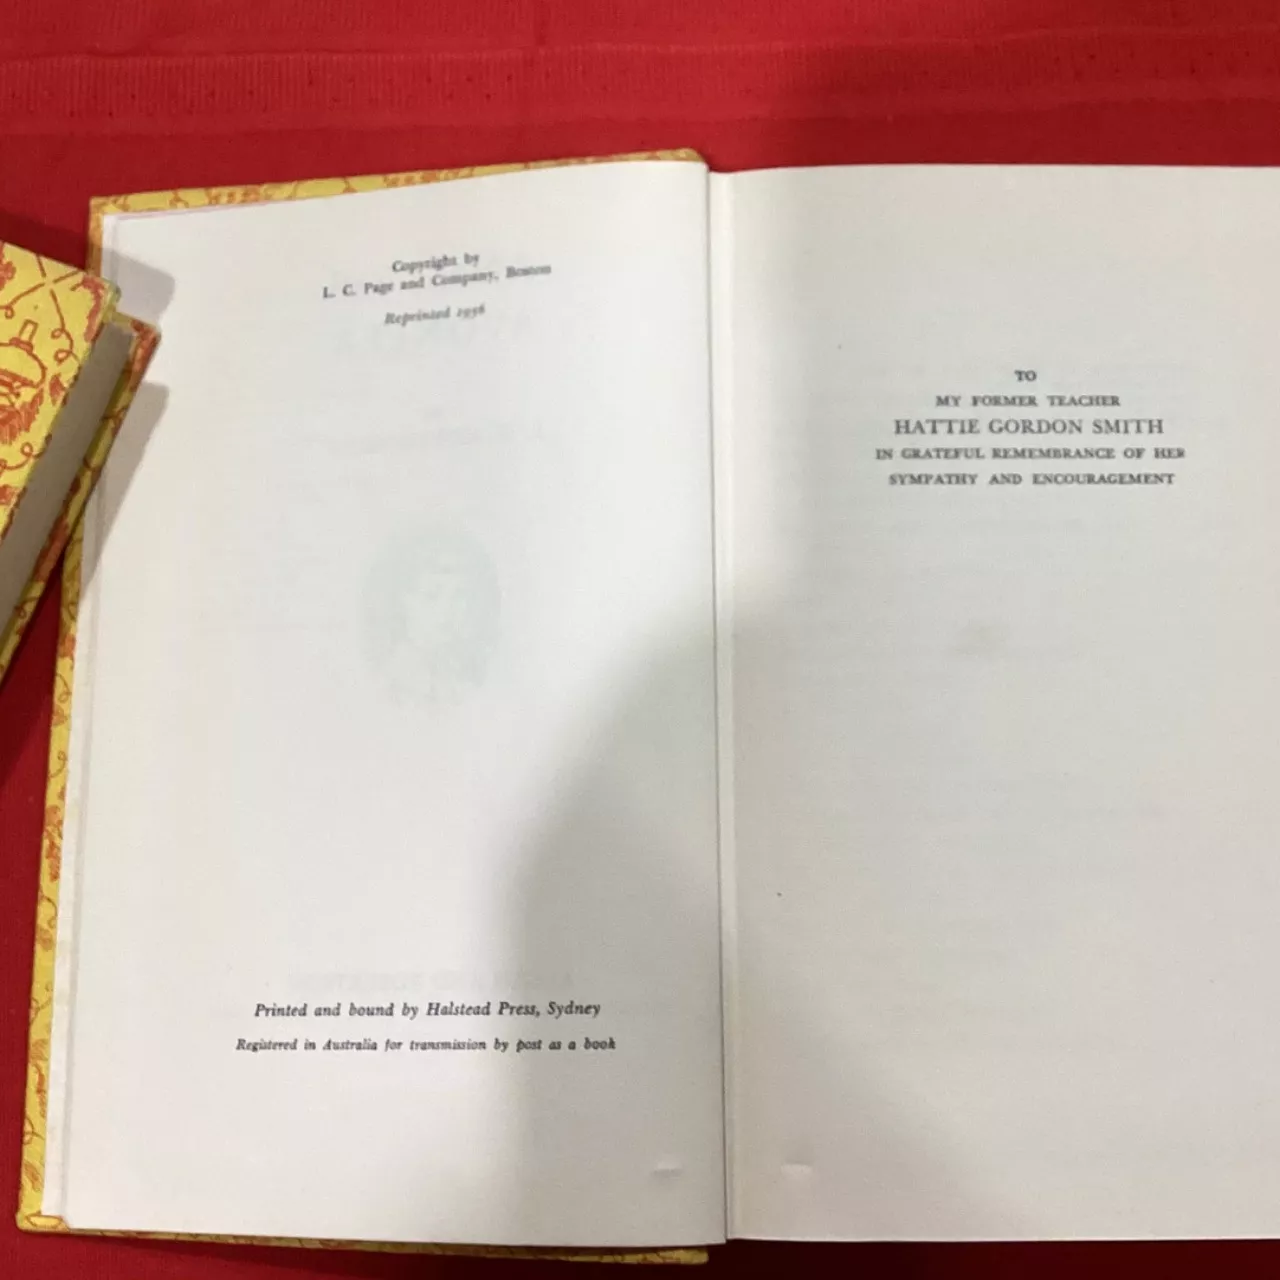 Copyright by
L. C. Page and Company, Boston
Reprinted 1956
Printed and bound by Halstead Press, Sydney
Registered in Australia for transmission by post as a book
TO
MY FORMER TEACHER
HATTIE GORDON SMITH
IN GRATEFUL REMEMBRANCE OF HER
SYMPATHY AND ENCOURAGEMENT